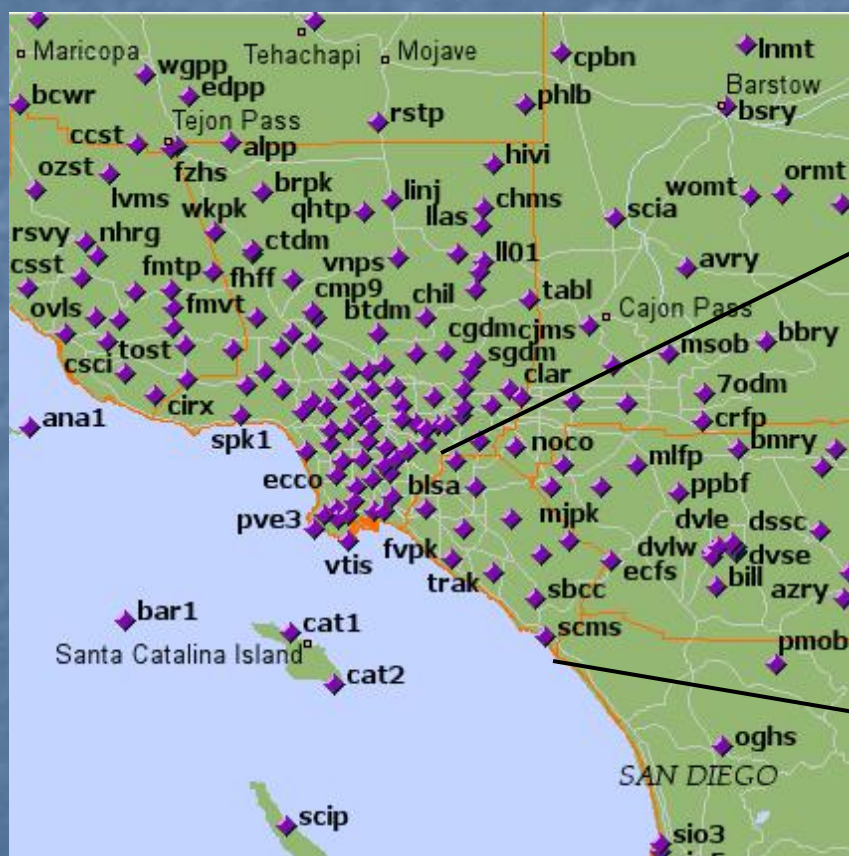 Maricopa
Tehachapi
Mojave
cpbn
lnmt
wgpp
edpp
Barstow
bcwr
rstp
phlb
bsry
Tejon Pass
ccst
alpp
fzhs
hivi
ozst
lvms
brpk
linj
chms
womt
ormt
wkpk
qhtp
llas
scia
rsvy
nhrg
ctdm
csst
fmtp
fhff
vnps
ll01
avry
cmp9
chil
tabl
ovls
fmvt
btdm
Cajon Pass
cgdm
cjms
bbry
csci
tost
sgdm
msob
clar
7odm
cirx
ana1
spk1
crfp
noco
bmry
mlfp
ecco
blsa
ppbf
pve3
mjpk
dvle
dssc
vtis
fvpk
dvlw
dvse
trak
ecfs
bill
sbcc
azry
bar1
cat1
scms
Santa Catalina Island
pmob
cat2
oghs
SAN DIEGO
scip
sio3